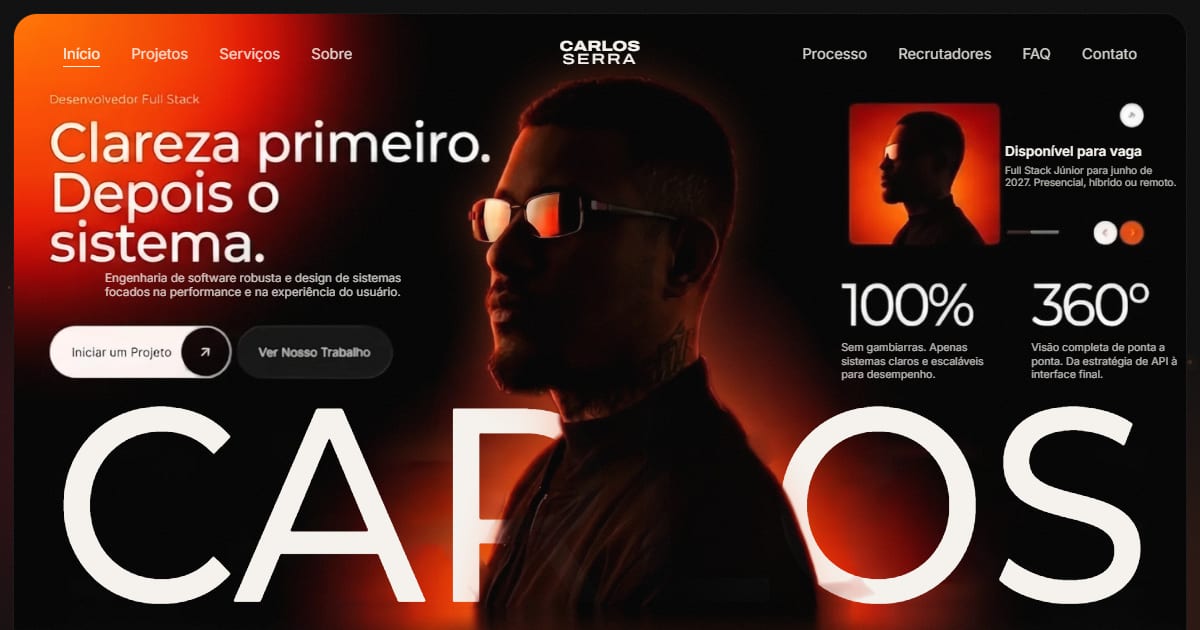 Início Projetos Serviços Sobre
CARLOS
SERRA
Processo Recrutadores FAQ Contato
Desenvolvedor Full Stack
Clareza primeiro.
Depois o
sistema.
Engenharia de software robusta e design de sistemas
focados na performance e na experiência do usuário.
Iniciar um Projeto
Ver Nosso Trabalho
Disponível para vaga
Full Stack Júnior para junho de
2027. Presencial, híbrido ou remoto.
100%
Sem gambiarras. Apenas
sistemas claros e escaláveis
para desempenho.
360º
Visão completa de ponta a
ponta. Da estratégia de API à
interface final.
CAR OS